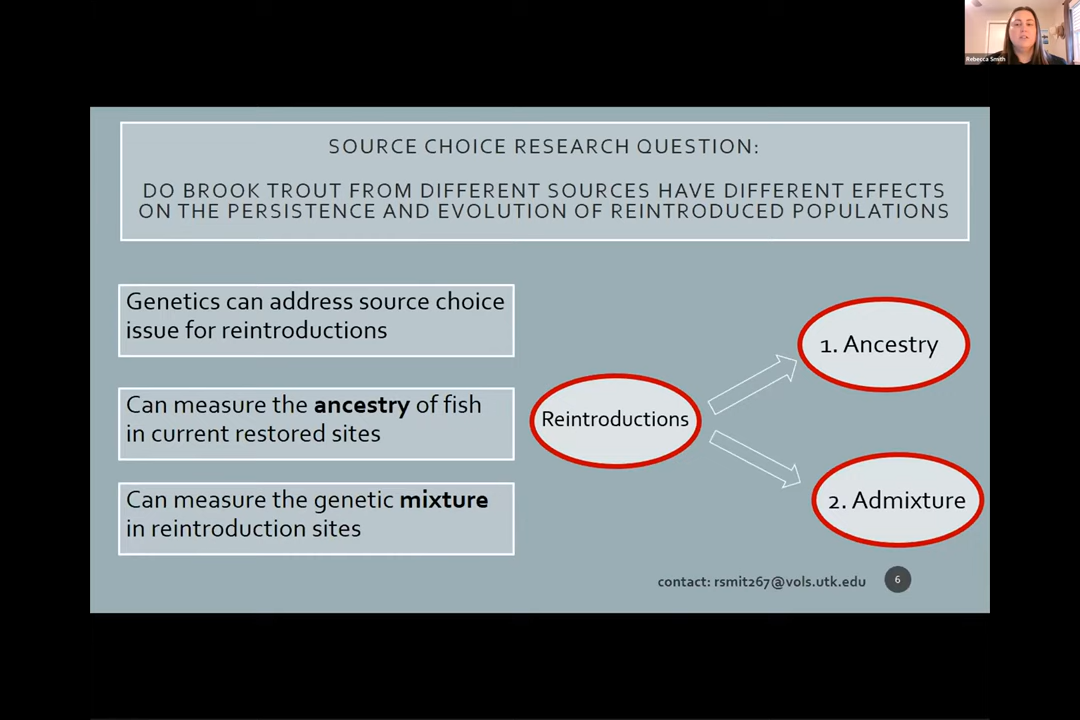 Rebecca Smith
SOURCE CHOICE RESEARCH QUESTION:
DO BROOK TROUT FROM DIFFERENT SOURCES HAVE DIFFERENT EFFECTS
ON THE PERSISTENCE AND EVOLUTION OF REINTRODUCED POPULATIONS
Genetics can address source choice
issue for reintroductions
Can measure the ancestry of fish
in current restored sites
Can measure the genetic mixture
in reintroduction sites
Reintroductions
1. Ancestry
2. Admixture
contact: rsmit267@vols.utk.edu
6